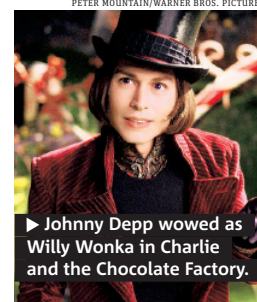 PETER MOUNTAIN/WARNER BROS. PICTURE
▶ Johnny Depp wowed as
Willy Wonka in Charlie
and the Chocolate Factory.